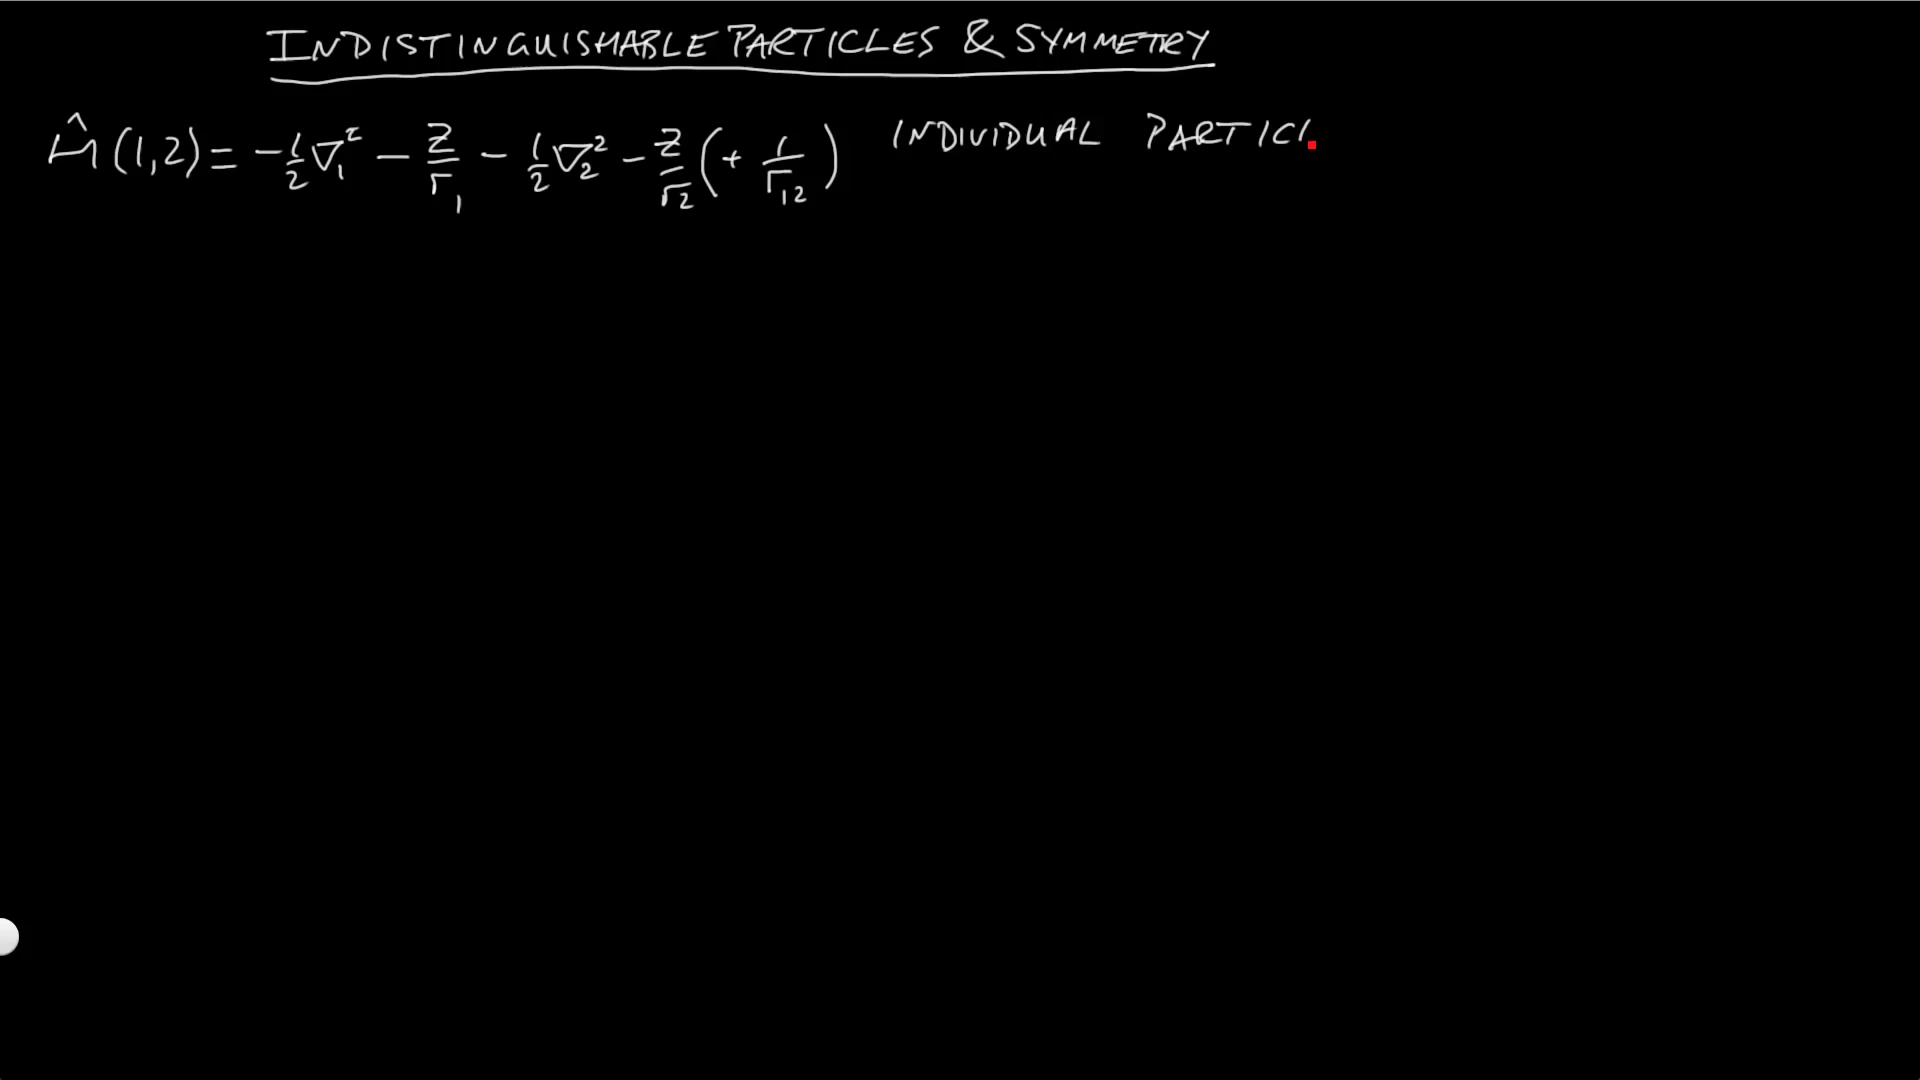 INDISTINGUISHABLE PARTICLES & SYMMETRY
Ĥ(1,2) = -1/2 ∇₁² - Z/r₁ - 1/2 ∇₂² - Z/r₂ (+ 1/r₁₂) INDIVIDUAL PARTICL